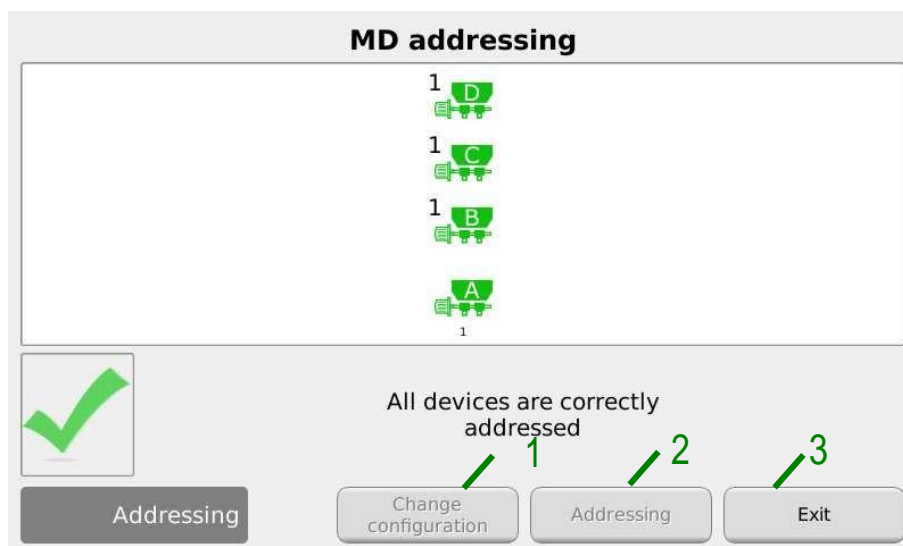 MD addressing
1 D
1 C
1 B
A
1
All devices are correctly
addressed
1 2 3
Addressing
Change
configuration
Addressing
Exit